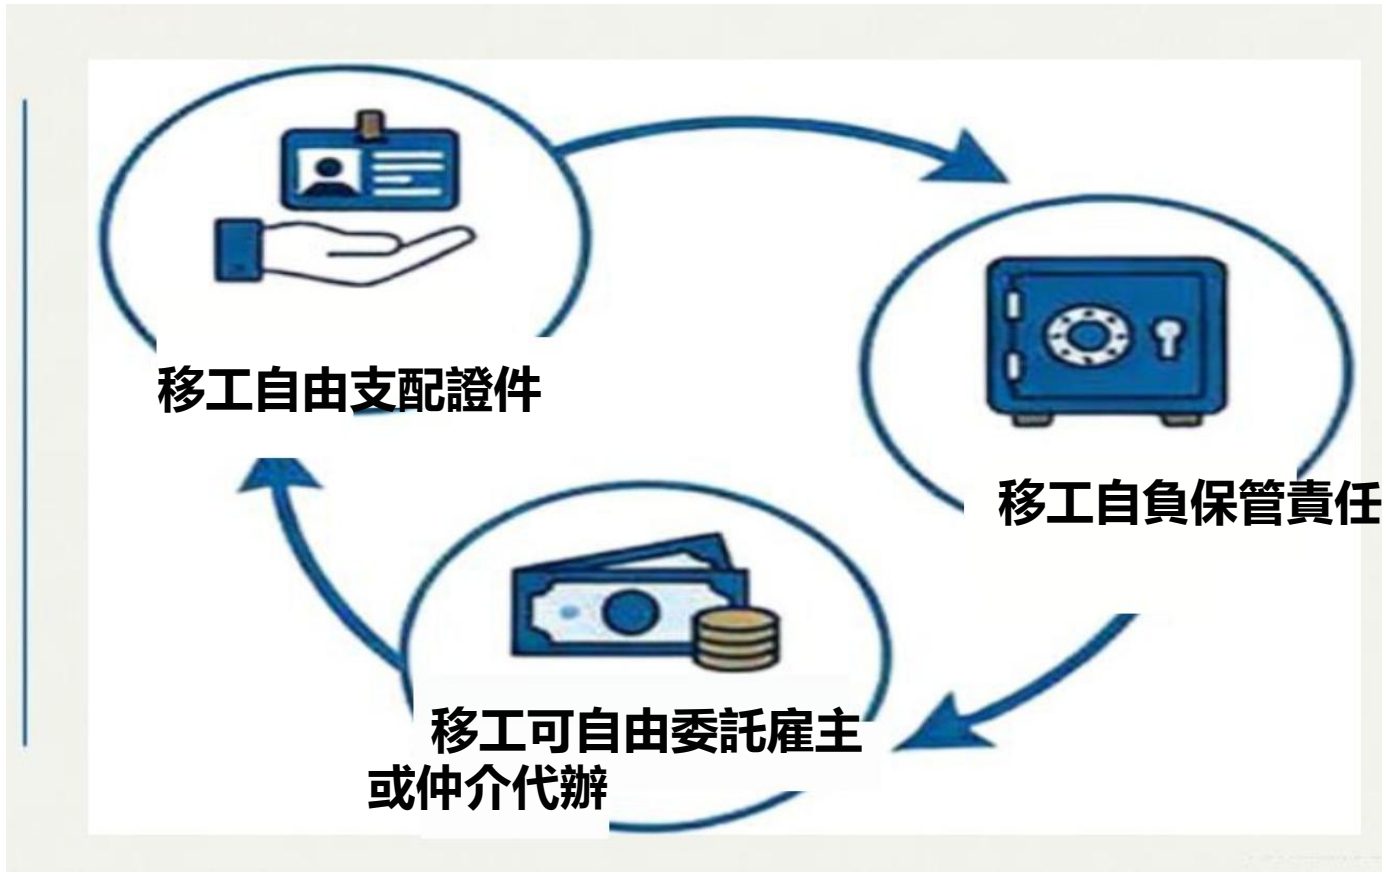 移工自由支配證件
移工自負保管責任
移工可自由委託雇主
或仲介代辦